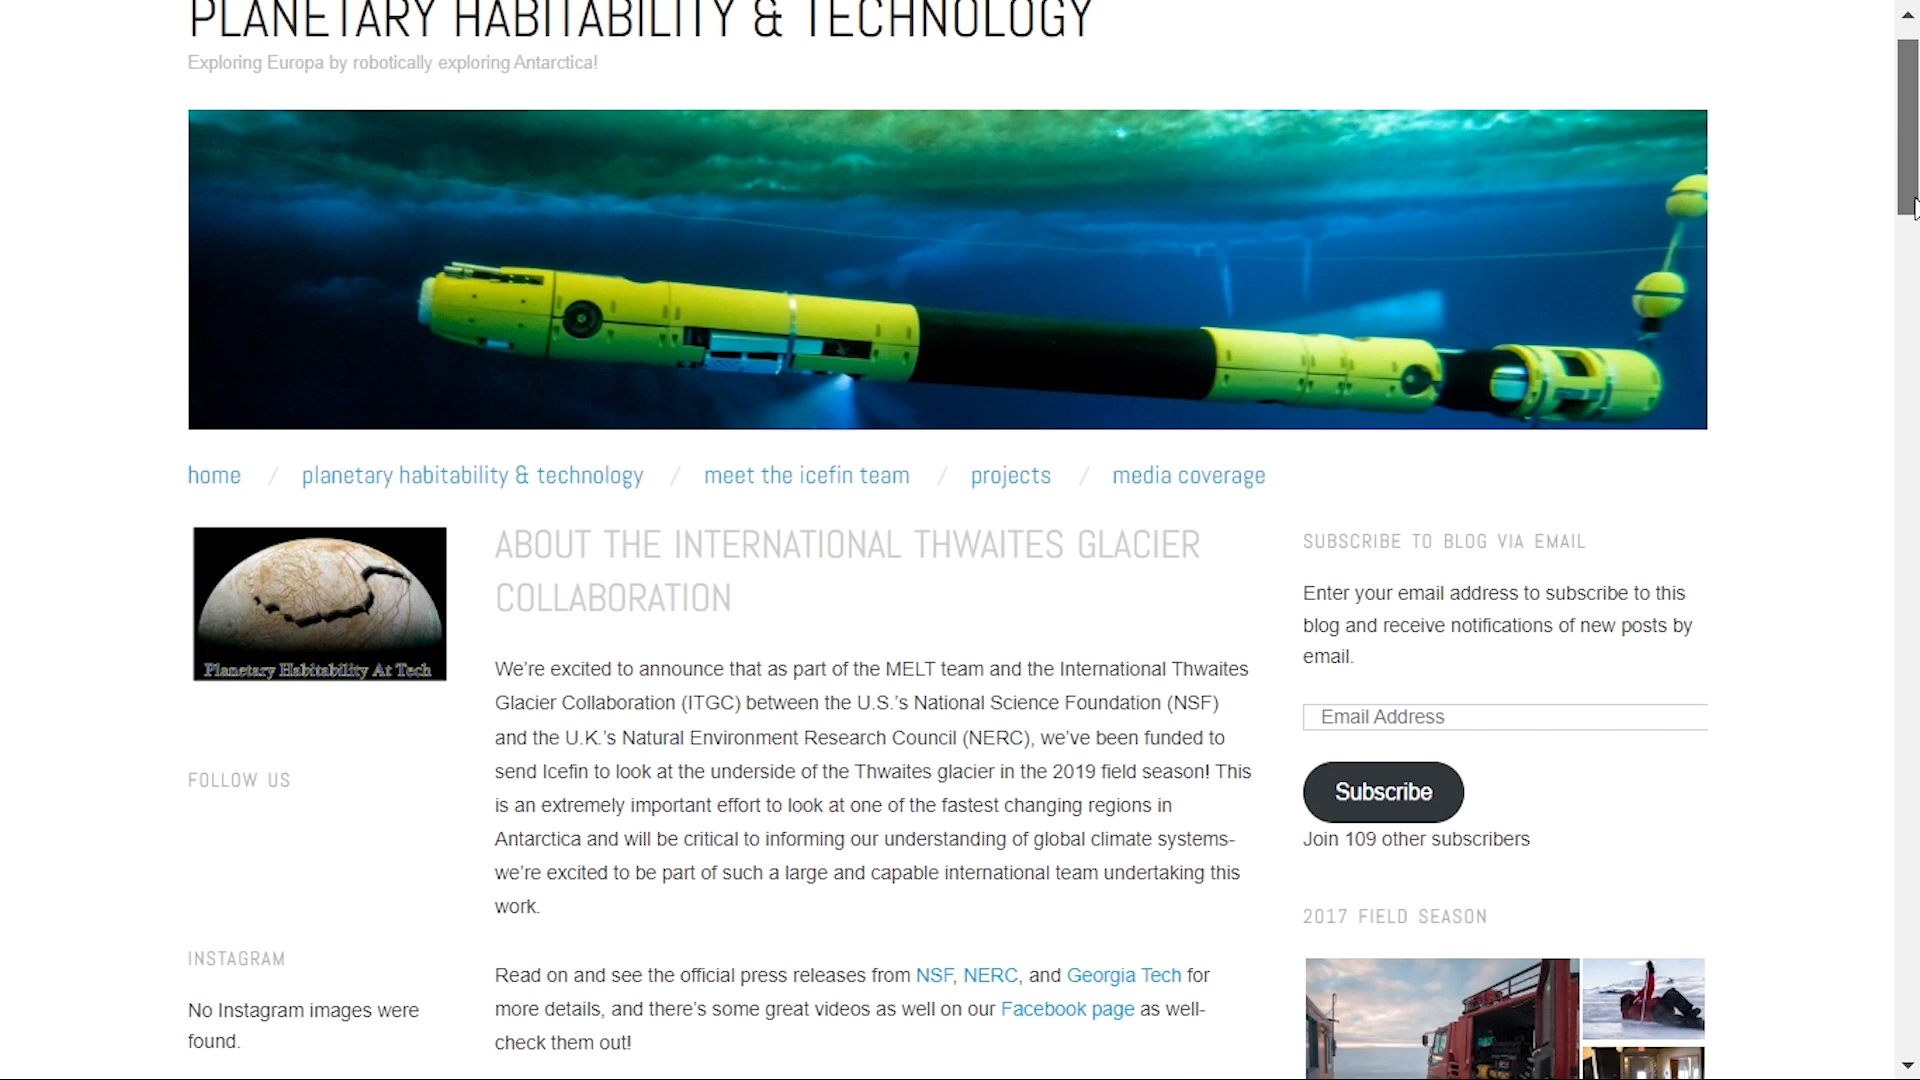 PLANETARY HABITABILITY & TECHNOLOGY
Exploring Europa by robotically exploring Antarctica!
home / planetary habitability & technology / meet the icefin team / projects / media coverage
Planetary Habitability At Tech
FOLLOW US
INSTAGRAM
No Instagram images were
found.
ABOUT THE INTERNATIONAL THWAITES GLACIER
COLLABORATION
We’re excited to announce that as part of the MELT team and the International Thwaites
Glacier Collaboration (ITGC) between the U.S.’s National Science Foundation (NSF)
and the U.K.’s Natural Environment Research Council (NERC), we’ve been funded to
send Icefin to look at the underside of the Thwaites glacier in the 2019 field season! This
is an extremely important effort to look at one of the fastest changing regions in
Antarctica and will be critical to informing our understanding of global climate systems-
we’re excited to be part of such a large and capable international team undertaking this
work.
Read on and see the official press releases from NSF, NERC, and Georgia Tech for
more details, and there’s some great videos as well on our Facebook page as well-
check them out!
SUBSCRIBE TO BLOG VIA EMAIL
Enter your email address to subscribe to this
blog and receive notifications of new posts by
email.
Email Address
Subscribe
Join 109 other subscribers
2017 FIELD SEASON